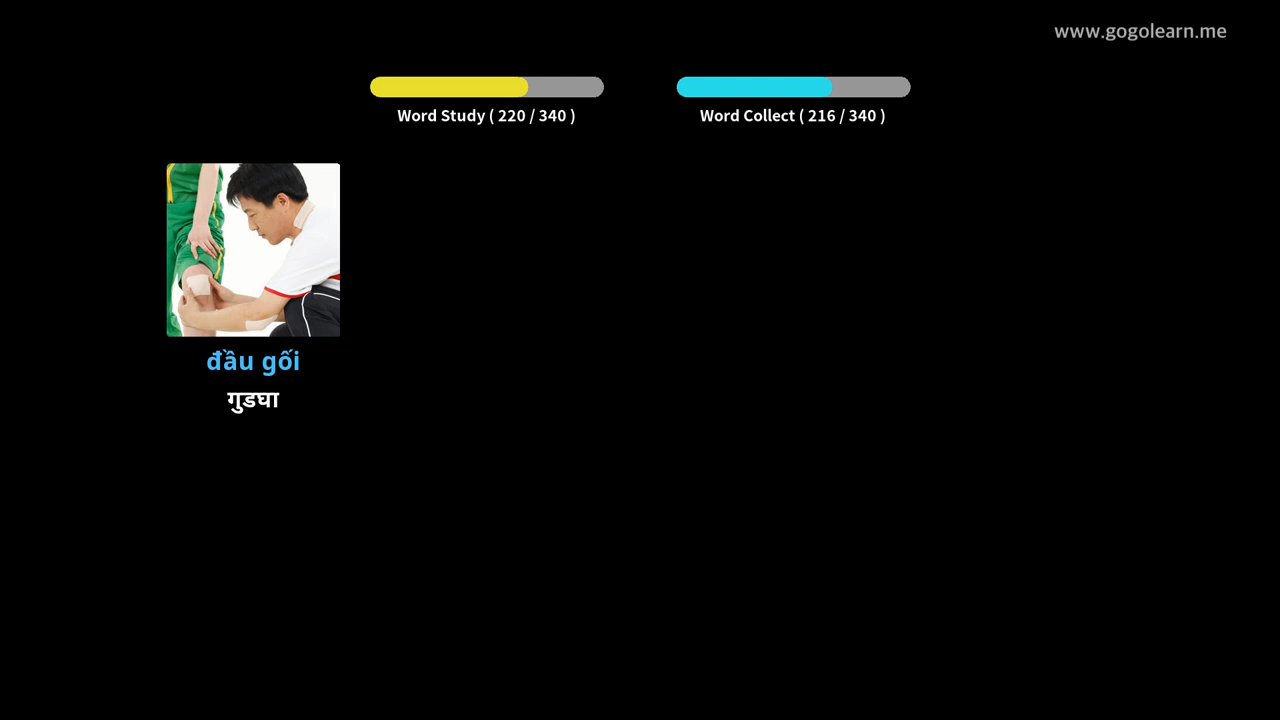 www.gogolearn.me
Word Study ( 220 / 340 )
Word Collect ( 216 / 340 )
đầu gối
गुडघा